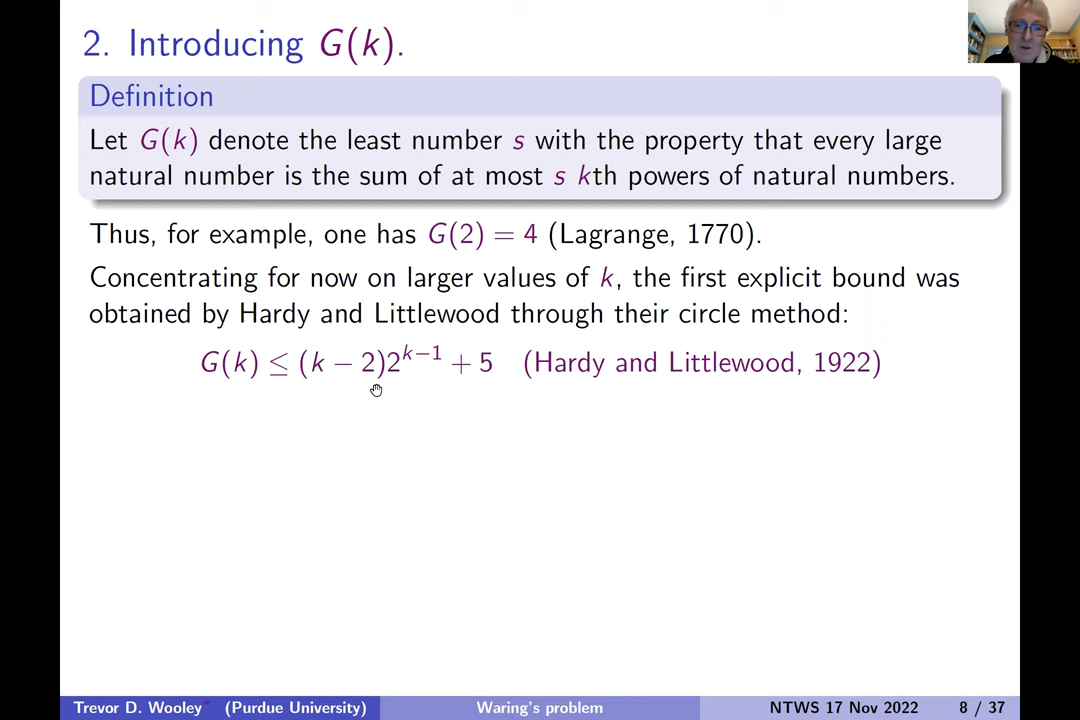 2. Introducing G(k).
Definition
Let G(k) denote the least number s with the property that every large
natural number is the sum of at most s kth powers of natural numbers.
Thus, for example, one has G(2) = 4 (Lagrange, 1770).
Concentrating for now on larger values of k, the first explicit bound was
obtained by Hardy and Littlewood through their circle method:
G(k) ≤ (k − 2)2^{k−1} + 5 (Hardy and Littlewood, 1922)
Trevor D. Wooley* (Purdue University) Waring's problem NTWS 17 Nov 2022 8 / 37